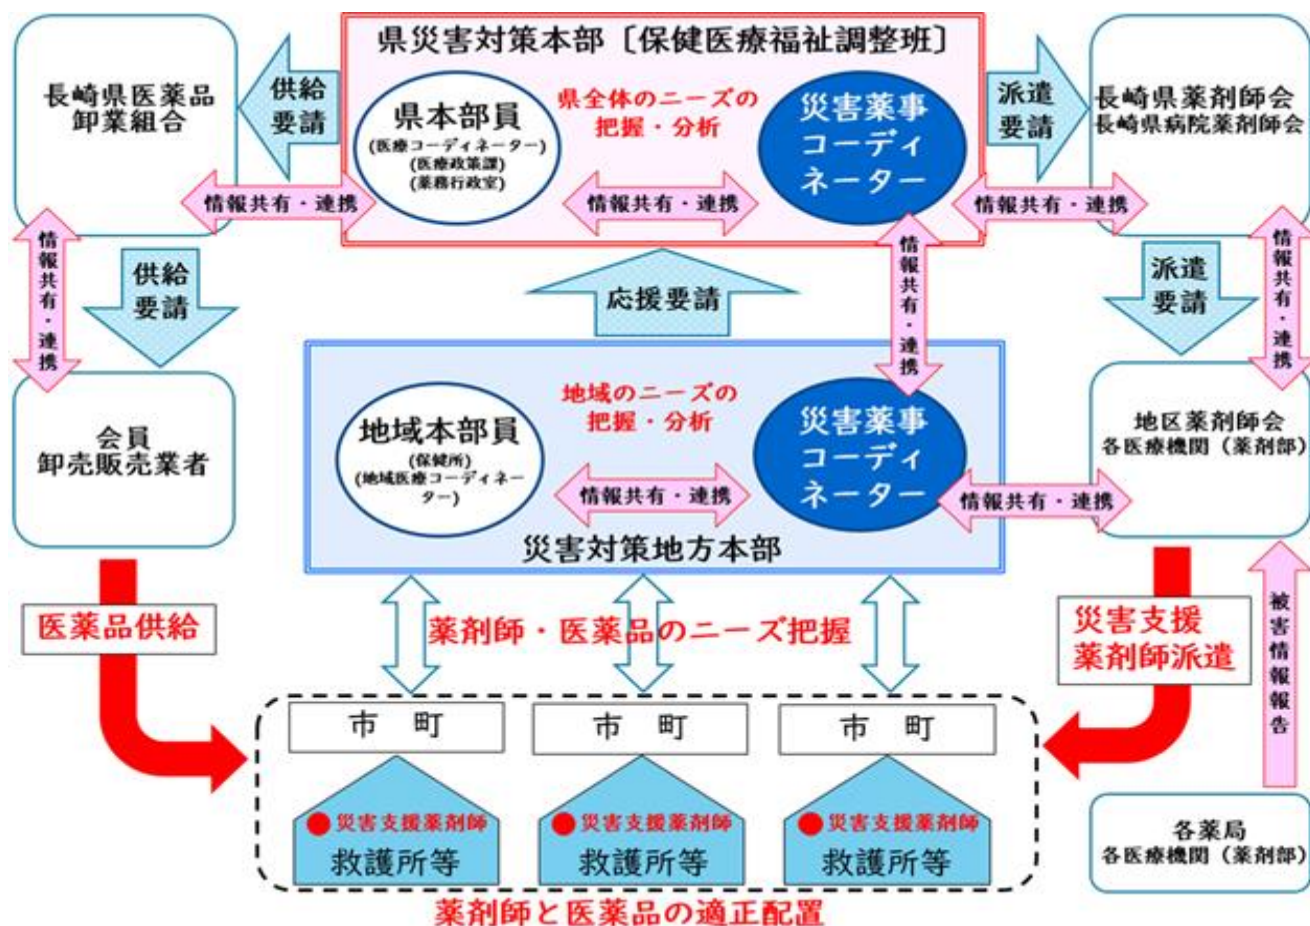 県災害対策本部〔保健医療福祉調整班〕
長崎県医薬品
卸業組合
供給
要請
県本部員
(医療コーディネーター)
(医療政策課)
(薬務行政室)
県全体のニーズの
把握・分析
災害薬事
コーディ
ネーター
派遣
要請
長崎県薬剤師会
長崎県病院薬剤師会
情報共有・連携
情報共有・連携
情報共有・連携
情報共有・連携
供給
要請
応援要請
情報共有・連携
派遣
要請
情報共有・連携
会員
卸売販売業者
地域本部員
(保健所)
(地域医療コーディネー
ター)
地域のニーズの
把握・分析
災害薬事
コーディ
ネーター
情報共有・連携
情報共有・連携
地区薬剤師会
各医療機関（薬剤部）
災害対策地方本部
医薬品供給
薬剤師・医薬品のニーズ把握
災害支援
薬剤師派遣
被害情報報告
市　町
市　町
市　町
●災害支援薬剤師
救護所等
●災害支援薬剤師
救護所等
●災害支援薬剤師
救護所等
各薬局
各医療機関（薬剤部）
薬剤師と医薬品の適正配置